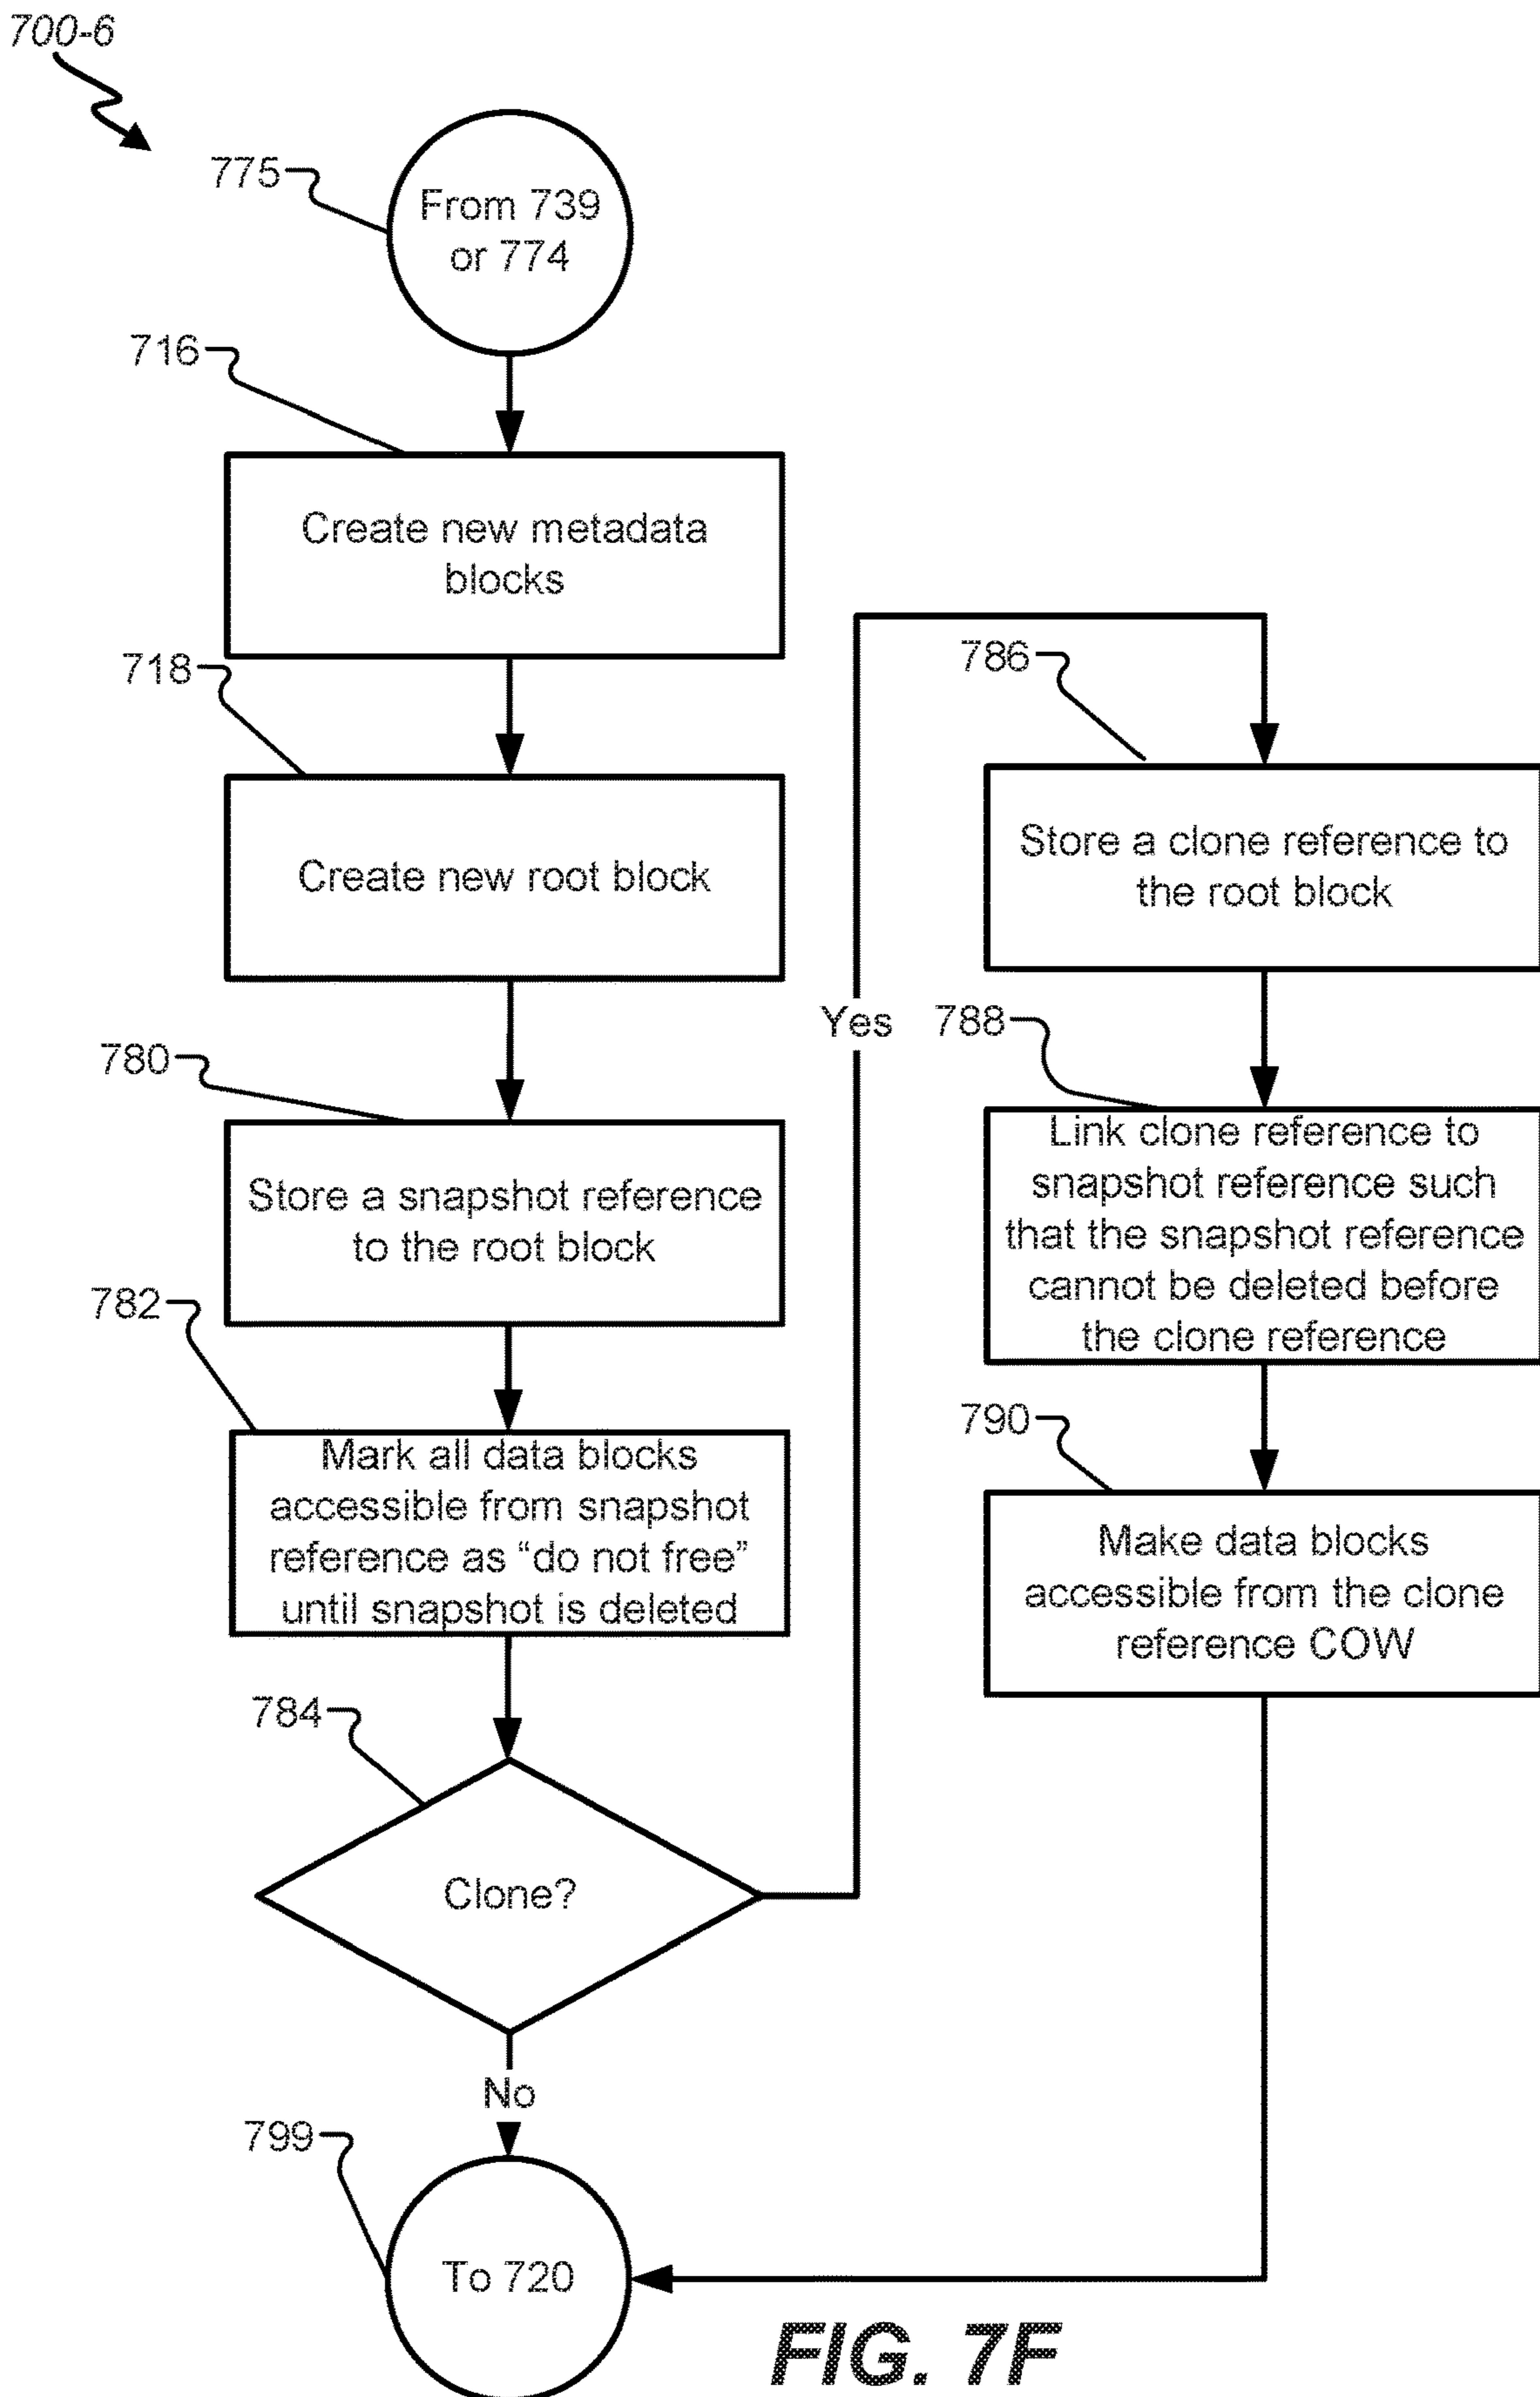 700-6
775
From 739
or 774
716
Create new metadata
blocks
718
Create new root block
780
Store a snapshot reference
to the root block
782
Mark all data blocks
accessible from snapshot
reference as “do not free”
until snapshot is deleted
784
Clone?
Yes
No
786
Store a clone reference to
the root block
788
Link clone reference to
snapshot reference such
that the snapshot reference
cannot be deleted before
the clone reference
790
Make data blocks
accessible from the clone
reference COW
799
To 720
FIG. 7F